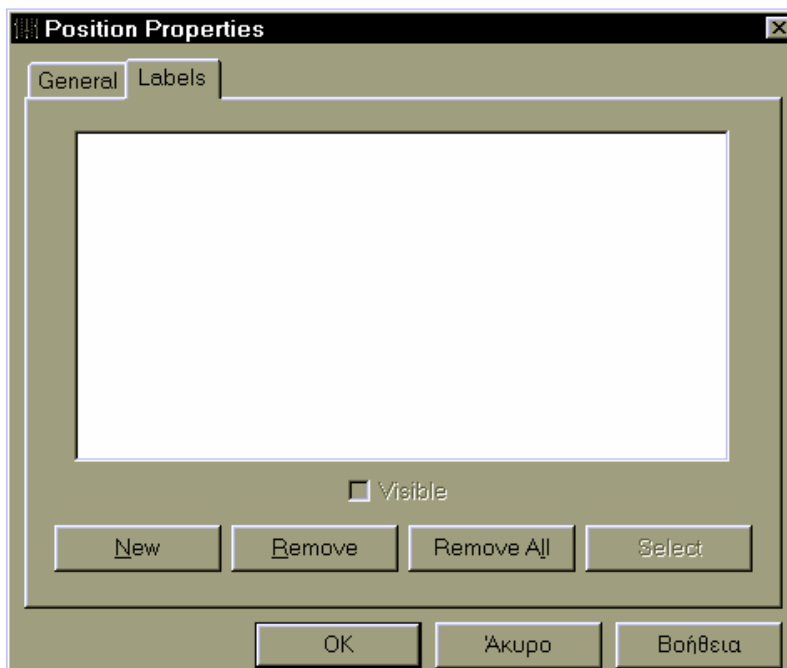 Position Properties
General Labels
Visible
New Remove Remove All Select
OK Άκυρο Βοήθεια